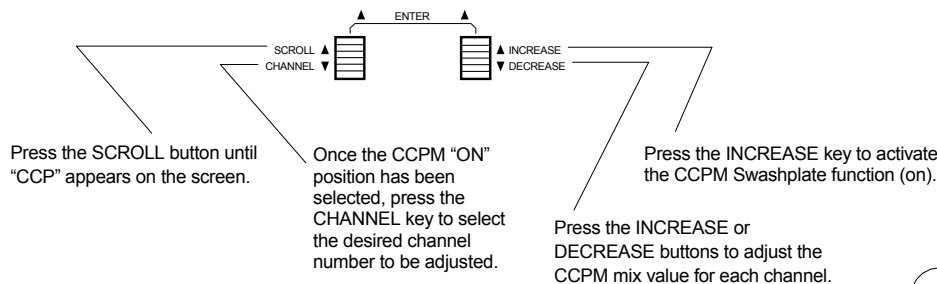 ▲ ENTER ▲
SCROLL ▲
CHANNEL ▼
▲ INCREASE
▼ DECREASE
Press the SCROLL button until
“CCP” appears on the screen.
Once the CCPM “ON”
position has been
selected, press the
CHANNEL key to select
the desired channel
number to be adjusted.
Press the INCREASE key to activate
the CCPM Swashplate function (on).
Press the INCREASE or
DECREASE buttons to adjust the
CCPM mix value for each channel.